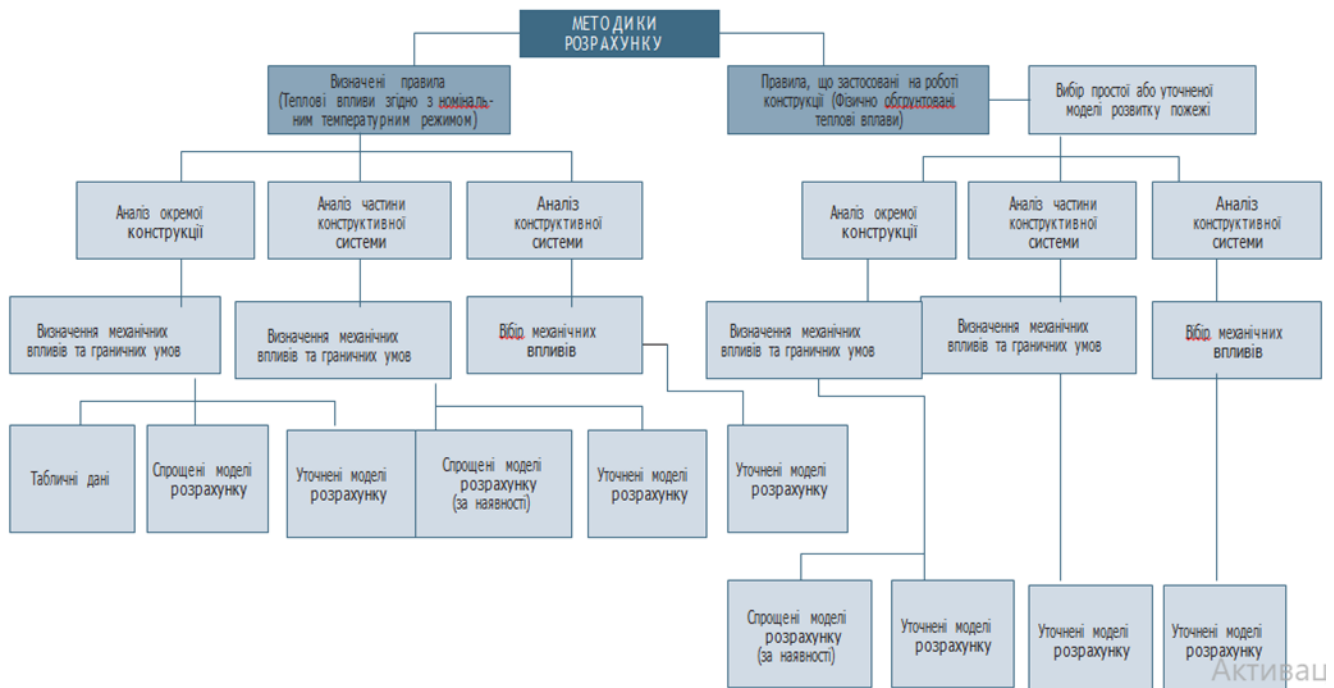 МЕТОДИКИ
РОЗРАХУНКУ
Визначені правила
(Теплові впливи згідно з номіналь-
ним температурним режимом)
Правила, що застосовані на роботі
конструкції (Фізично обгрунтовані
теплові вплави)
Вибір простої або уточненої
моделі розвитку пожежі
Аналіз окремої
конструкції
Аналіз частини
конструктивної
системи
Аналіз
конструктивної
системи
Аналіз окремої
конструкції
Аналіз частини
конструктивної
системи
Аналіз
конструктивної
системи
Визначення механічних
впливів та граничних умов
Визначення механічних
впливів та граничних умов
Вібір механічних
впливів
Визначення механічних
впливів та граничних умов
Визначення механічних
впливів та граничних умов
Вібір механічних
впливів
Табличні дані
Спрощені моделі
розрахунку
Уточнені моделі
розрахунку
Спрощені моделі
розрахунку
(за наявності)
Уточнені моделі
розрахунку
Уточнені моделі
розрахунку
Спрощені моделі
розрахунку
(за наявності)
Уточнені моделі
розрахунку
Уточнені моделі
розрахунку
Уточнені моделі
розрахунку
Активац